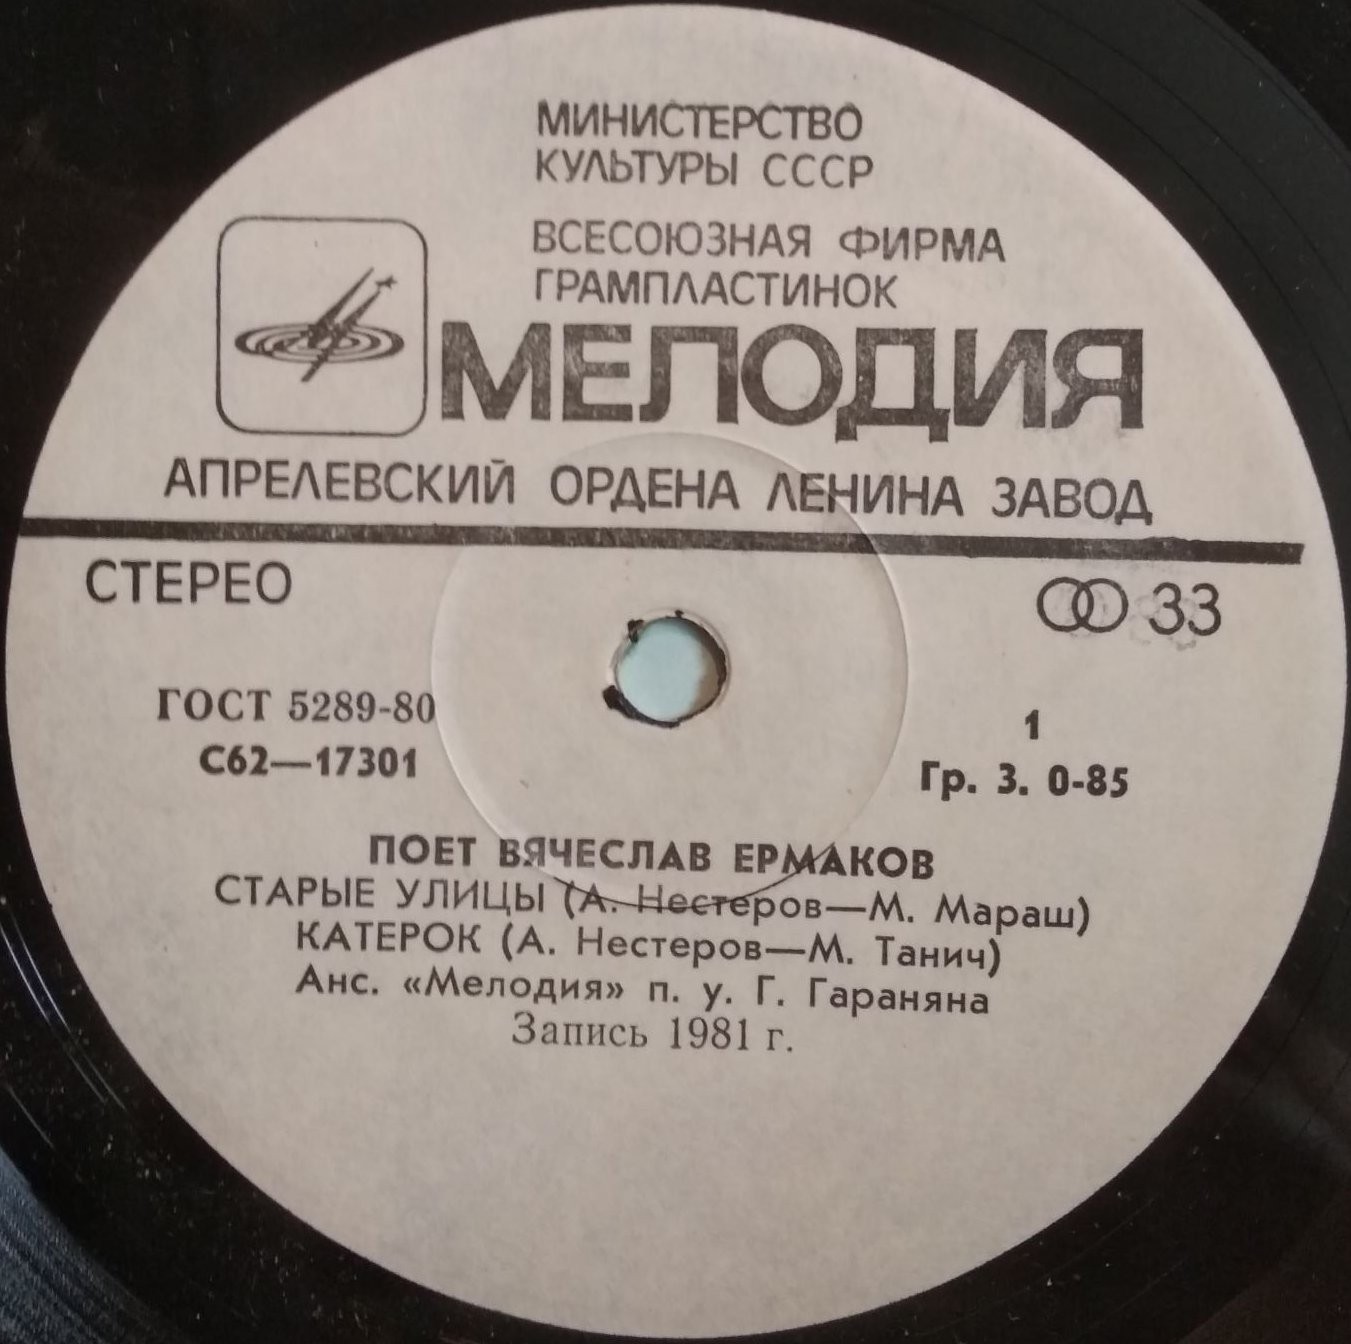 МИНИСТЕРСТВО
КУЛЬТУРЫ СССР
ВСЕСОЮЗНАЯ ФИРМА
ГРАМПЛАСТИНОК
МЕЛОДИЯ
АПРЕЛЕВСКИЙ ОРДЕНА ЛЕНИНА ЗАВОД
СТЕРЕО
33
ГОСТ 5289-80
С62—17301
1
Гр. 3. 0-85
ПОЕТ ВЯЧЕСЛАВ ЕРМАКОВ
СТАРЫЕ УЛИЦЫ (А. Нестеров—М. Мараш)
КАТЕРОК (А. Нестеров—М. Танич)
Анс. «Мелодия» п. у. Г. Гараняна
Запись 1981 г.